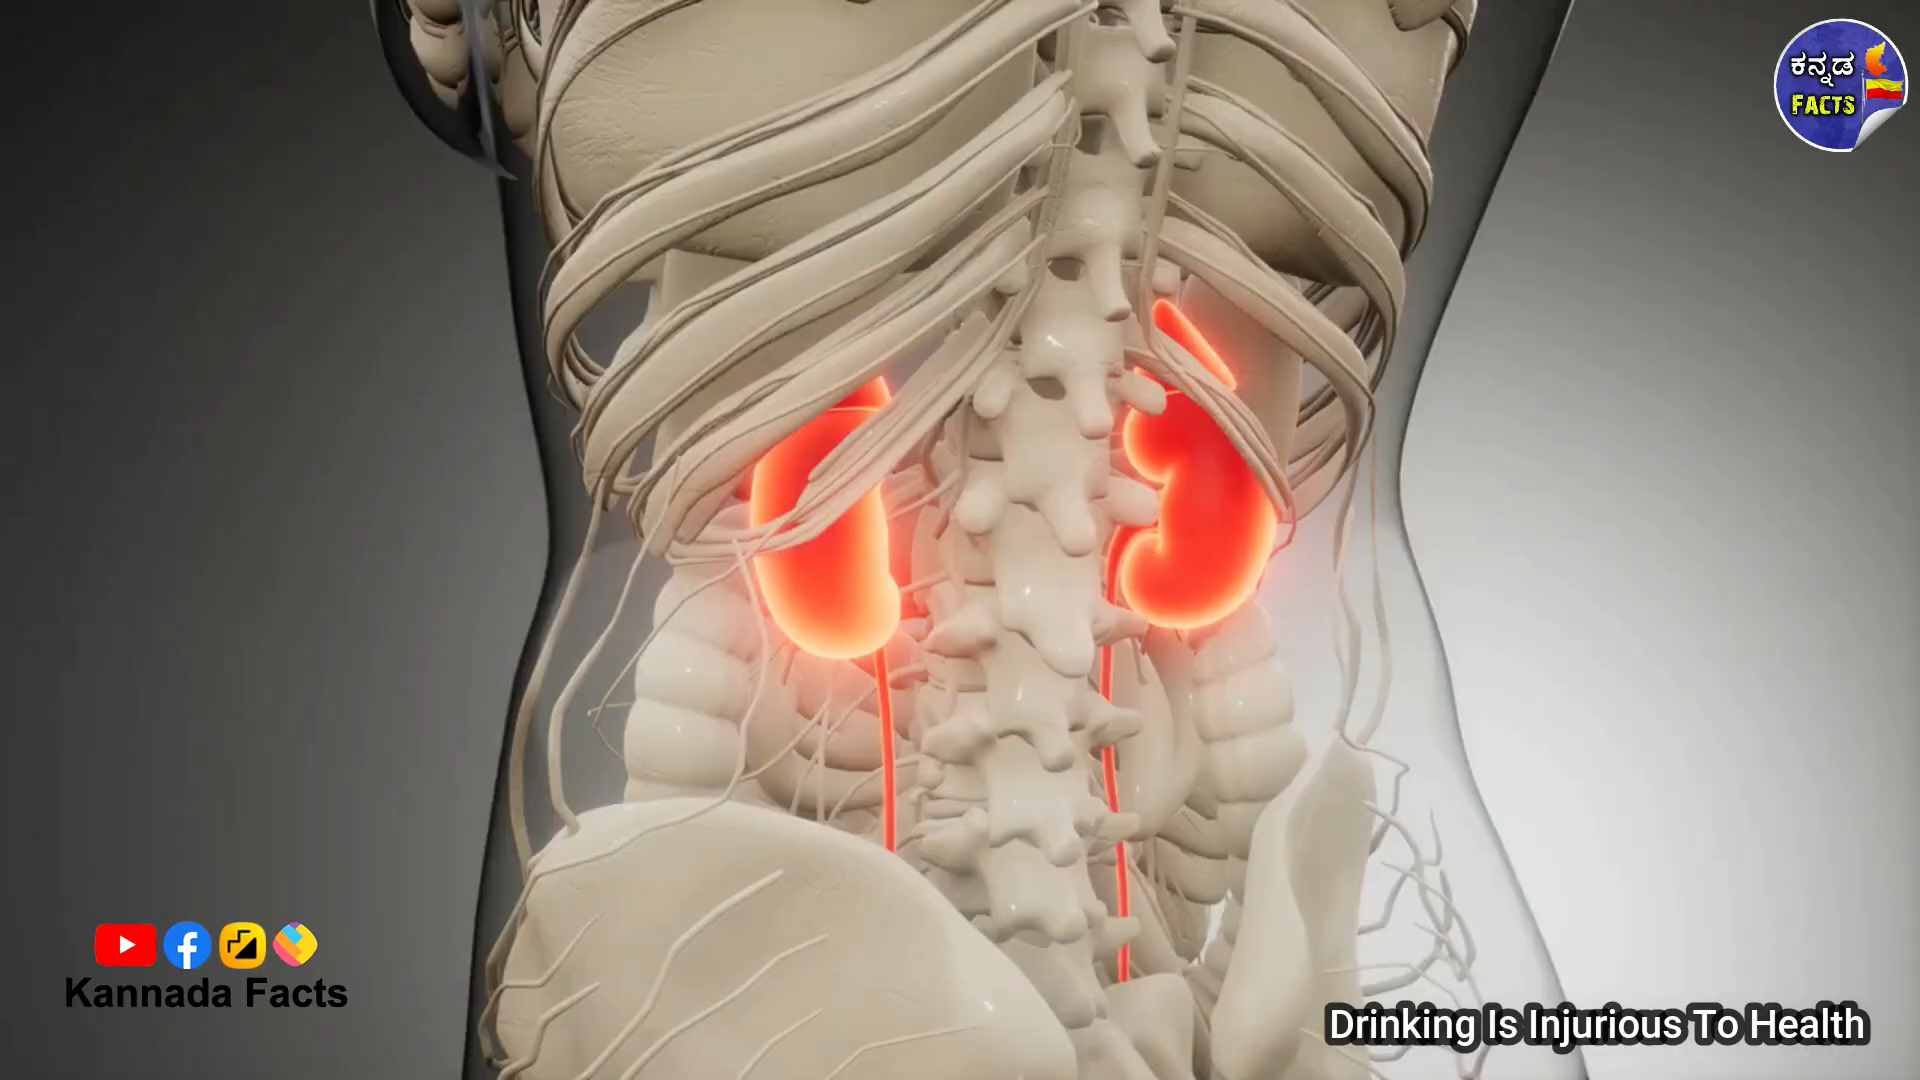 ಕನ್ನಡ
FACTS
Kannada Facts
Drinking Is Injurious To Health